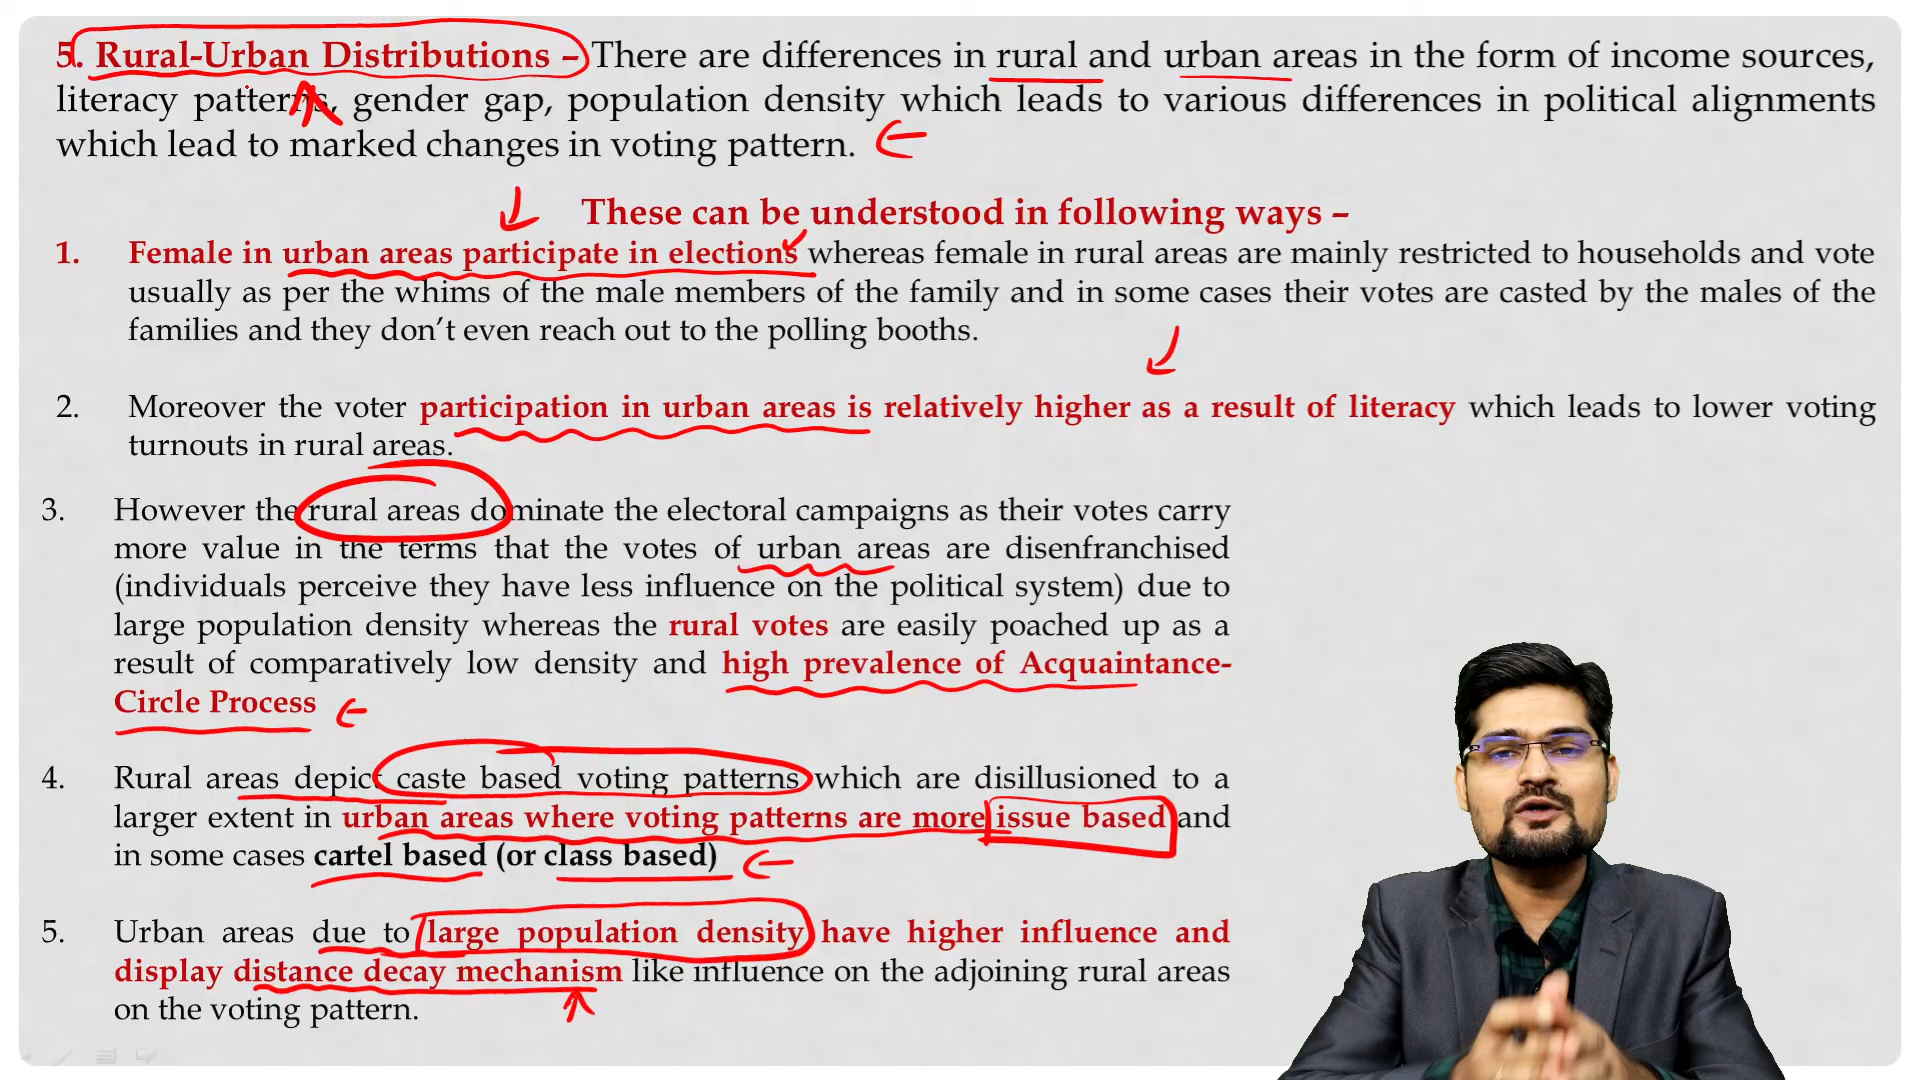 5. Rural-Urban Distributions – There are differences in rural and urban areas in the form of income sources,
literacy patterns, gender gap, population density which leads to various differences in political alignments
which lead to marked changes in voting pattern.
These can be understood in following ways –
1. Female in urban areas participate in elections whereas female in rural areas are mainly restricted to households and vote
usually as per the whims of the male members of the family and in some cases their votes are casted by the males of the
families and they don’t even reach out to the polling booths.
2. Moreover the voter participation in urban areas is relatively higher as a result of literacy which leads to lower voting
turnouts in rural areas.
3. However the rural areas dominate the electoral campaigns as their votes carry
more value in the terms that the votes of urban areas are disenfranchised
(individuals perceive they have less influence on the political system) due to
large population density whereas the rural votes are easily poached up as a
result of comparatively low density and high prevalence of Acquaintance-
Circle Process
4. Rural areas depict caste based voting patterns which are disillusioned to a
larger extent in urban areas where voting patterns are more issue based and
in some cases cartel based (or class based)
5. Urban areas due to large population density have higher influence and
display distance decay mechanism like influence on the adjoining rural areas
on the voting pattern.